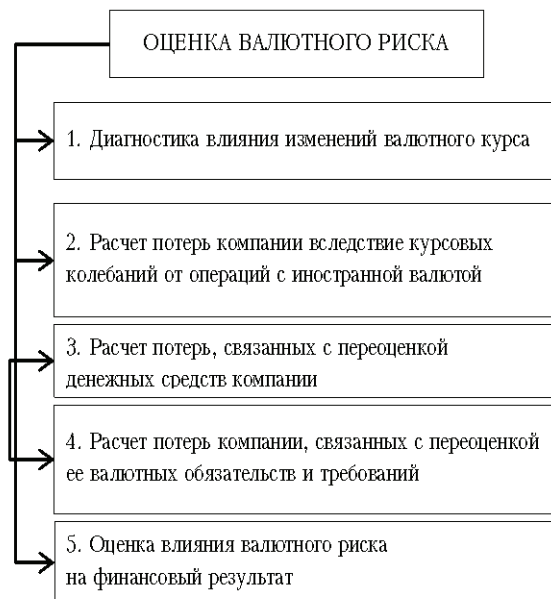 ОЦЕНКА ВАЛЮТНОГО РИСКА
1. Диагностика влияния изменений валютного курса
2. Расчет потерь компании вследствие курсовых
колебаний от операций с иностранной валютой
3. Расчет потерь, связанных с переоценкой
денежных средств компании
4. Расчет потерь компании, связанных с переоценкой
ее валютных обязательств и требований
5. Оценка влияния валютного риска
на финансовый результат